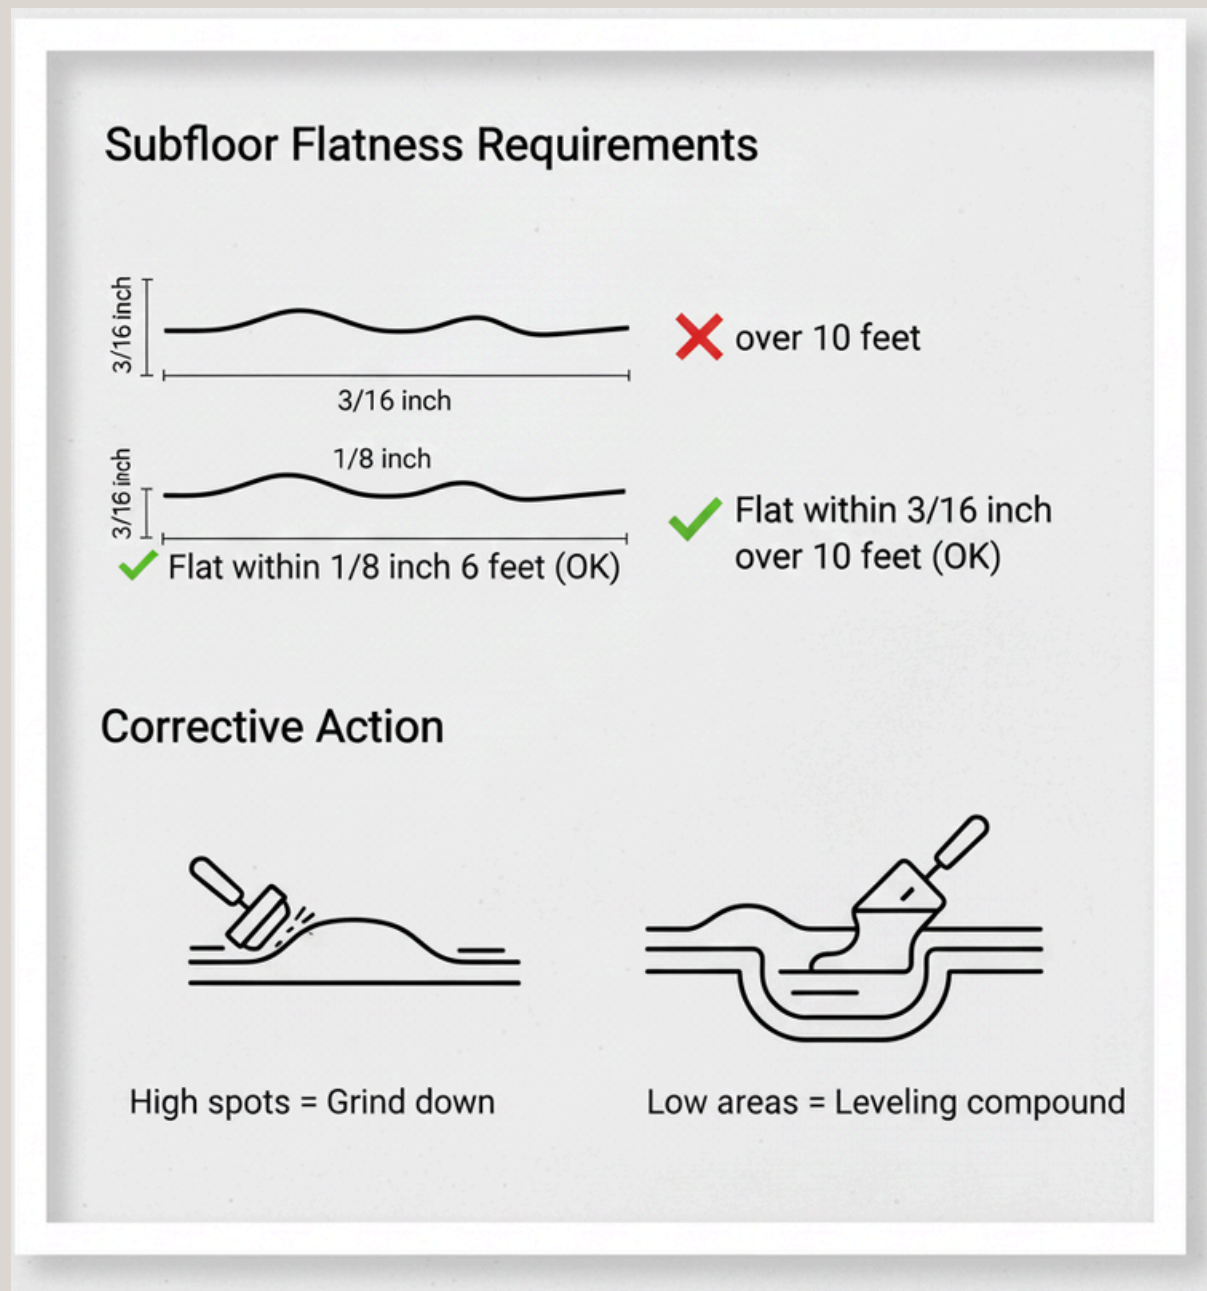 Subfloor Flatness Requirements
3/16 inch
3/16 inch
over 10 feet
3/16 inch
1/8 inch
Flat within 1/8 inch 6 feet (OK)
Flat within 3/16 inch
over 10 feet (OK)
Corrective Action
High spots = Grind down
Low areas = Leveling compound